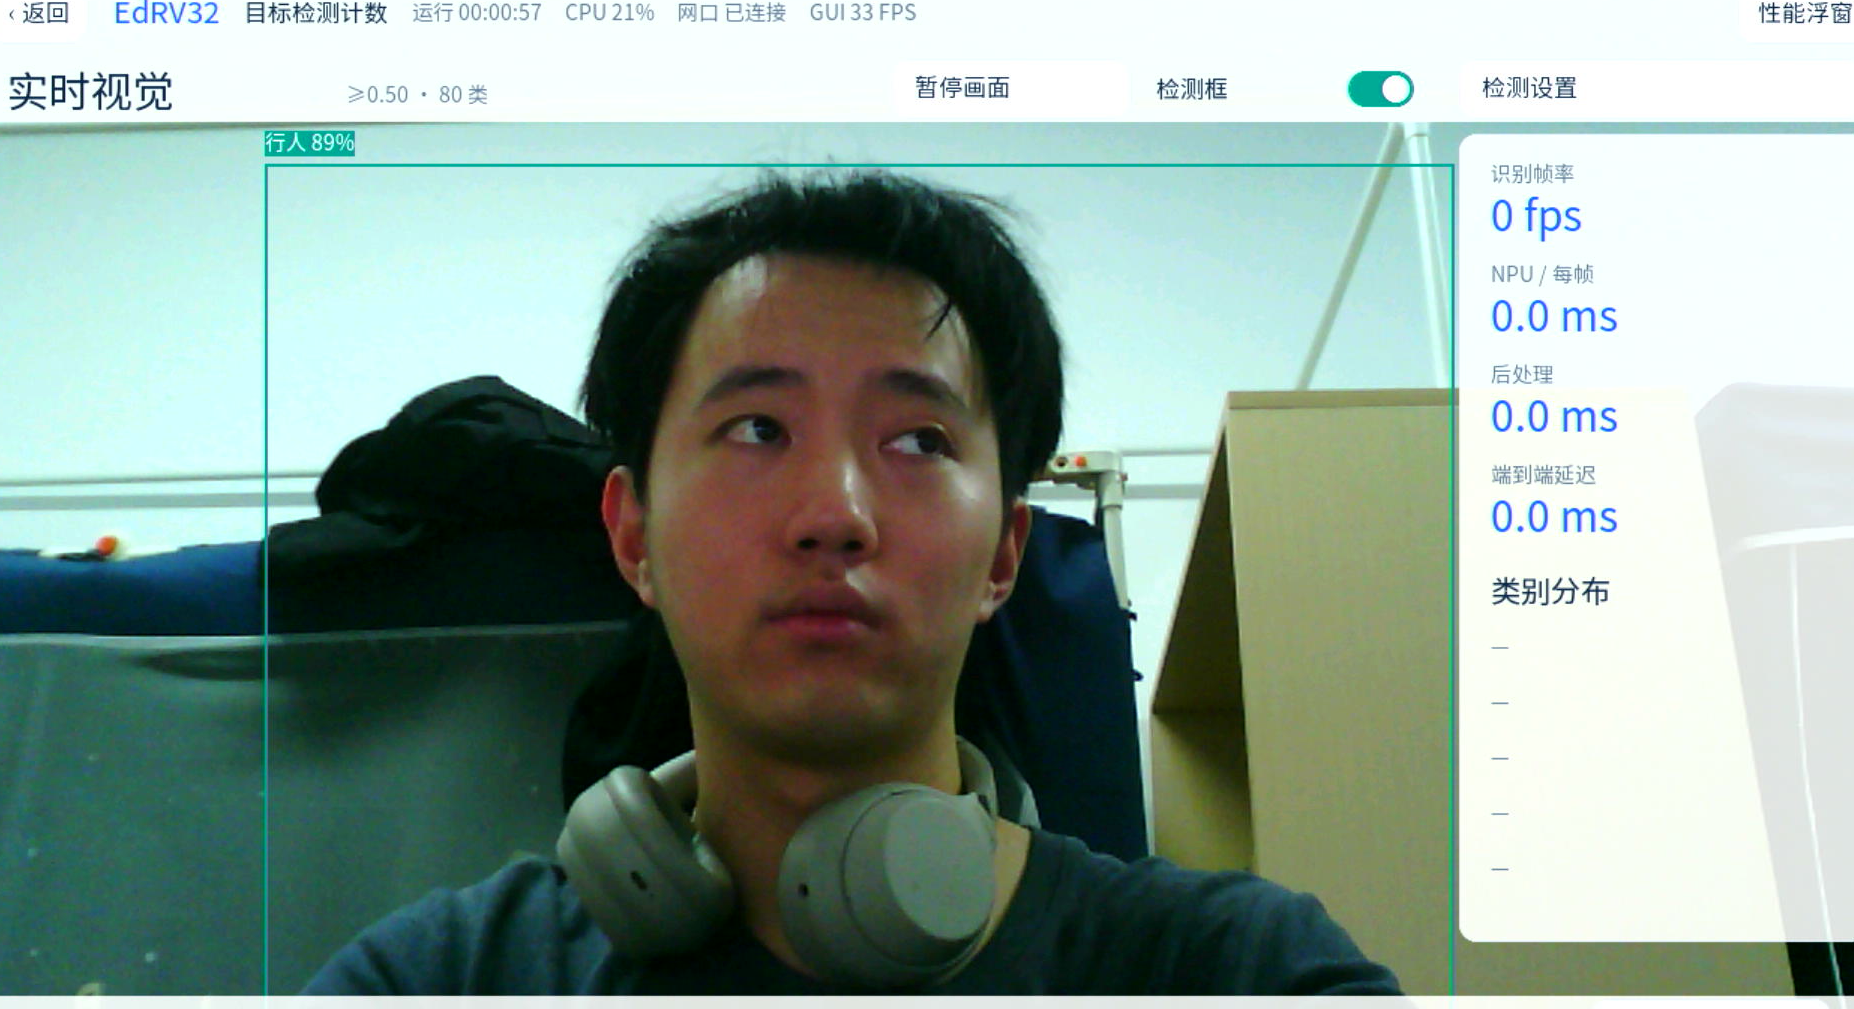 ‹ 返回 EdRV32 目标检测计数 运行 00:00:57 CPU 21% 网口 已连接 GUI 33 FPS 性能浮窗
实时视觉 ≥0.50 · 80 类 暂停画面 检测框 检测设置
行人 89%
识别帧率
0 fps
NPU / 每帧
0.0 ms
后处理
0.0 ms
端到端延迟
0.0 ms
类别分布
—
—
—
—
—